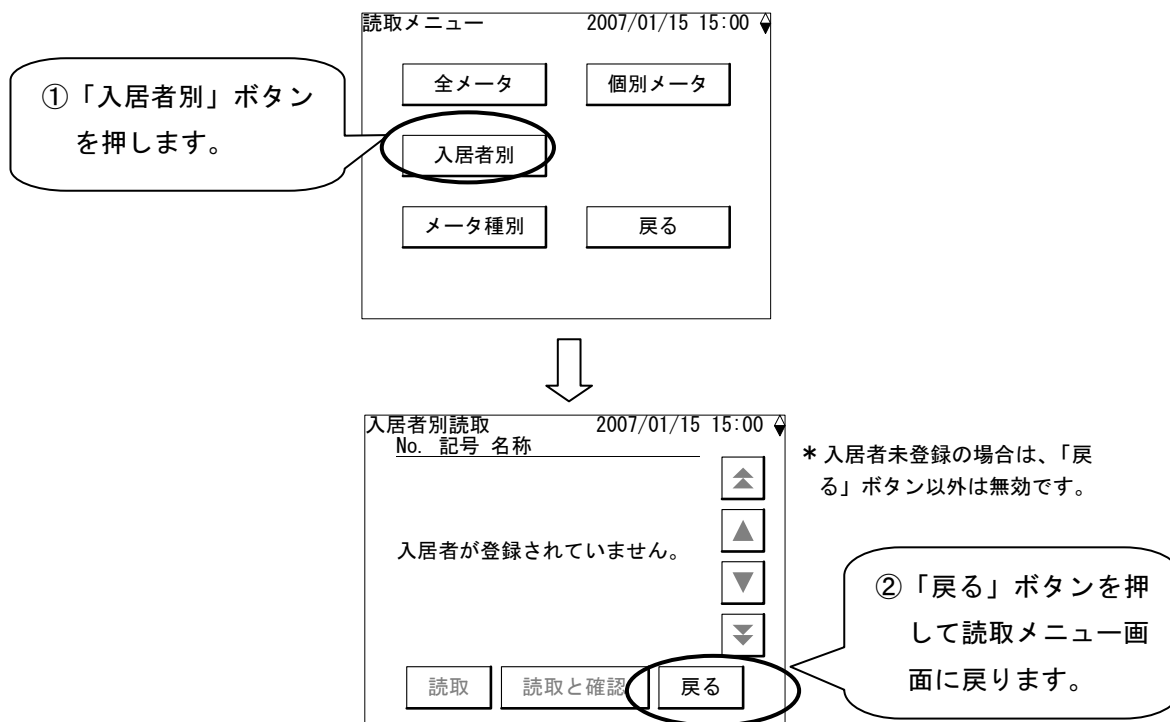 読取メニュー 2007/01/15 15:00
全メータ 個別メータ
①「入居者別」ボタン
を押します。
入居者別
メータ種別 戻る
入居者別読取 2007/01/15 15:00
No. 記号 名称
＊入居者未登録の場合は、「戻
る」ボタン以外は無効です。
入居者が登録されていません。
②「戻る」ボタンを押
して読取メニュー画
面に戻ります。
読取 読取と確認 戻る